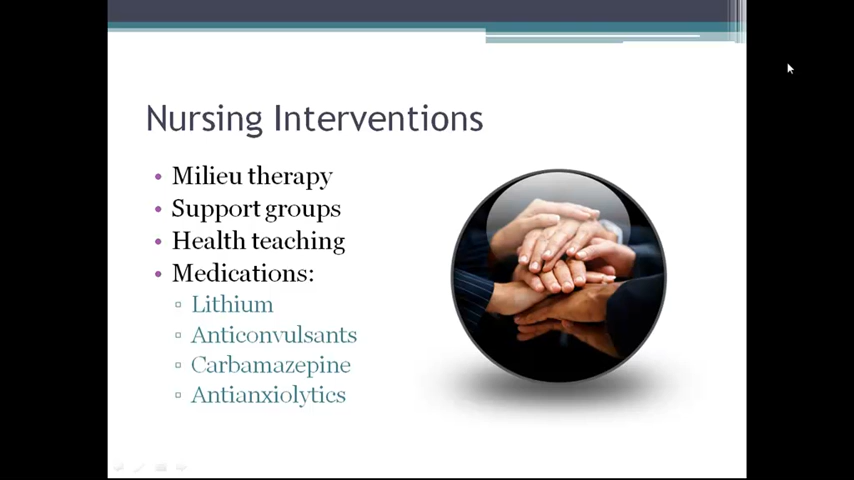 Nursing Interventions
• Milieu therapy
• Support groups
• Health teaching
• Medications:
▫ Lithium
▫ Anticonvulsants
▫ Carbamazepine
▫ Antianxiolytics